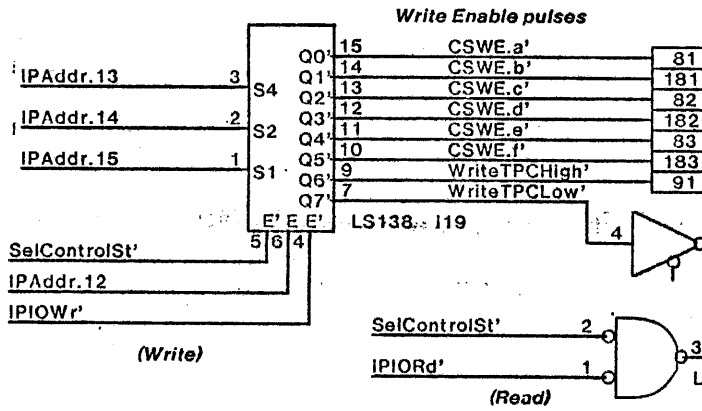 Write Enable pulses
IPAddr.13 3 S4 Q0' 15 CSWE.a' 81
Q1' 14 CSWE.b' 181
IPAddr.14 2 S2 Q2' 13 CSWE.c' 82
Q3' 12 CSWE.d' 182
Q4' 11 CSWE.e' 83
IPAddr.15 1 S1 Q5' 10 CSWE.f' 183
Q6' 9 WriteTPCHigh' 91
Q7' 7 WriteTPCLow'
E' E E' LS138 I19
5 6 4
4
SelControlSt'
IPAddr.12
IPIOWr'
(Write)
SelControlSt' 2
3
IPIORd' 1
L
(Read)